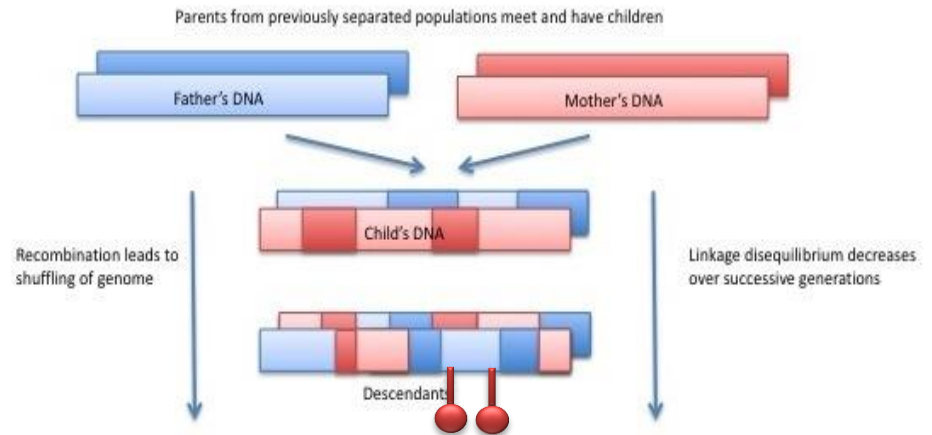 Parents from previously separated populations meet and have children
Father's DNA
Mother's DNA
Child's DNA
Recombination leads to
shuffling of genome
Linkage disequilibrium decreases
over successive generations
Descendants